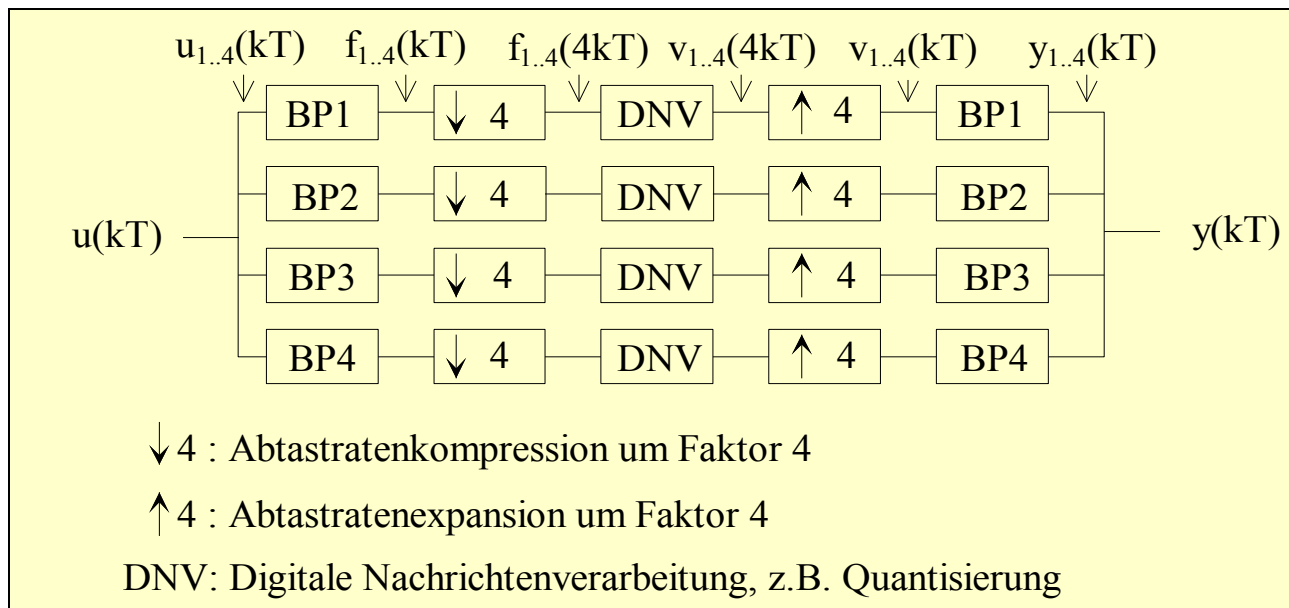 u₁..₄(kT) f₁..₄(kT) f₁..₄(4kT) v₁..₄(4kT) v₁..₄(kT) y₁..₄(kT)
BP1 ↓ 4 DNV ↑ 4 BP1
BP2 ↓ 4 DNV ↑ 4 BP2
u(kT) y(kT)
BP3 ↓ 4 DNV ↑ 4 BP3
BP4 ↓ 4 DNV ↑ 4 BP4
↓ 4 : Abtastratenkompression um Faktor 4
↑ 4 : Abtastratenexpansion um Faktor 4
DNV: Digitale Nachrichtenverarbeitung, z.B. Quantisierung